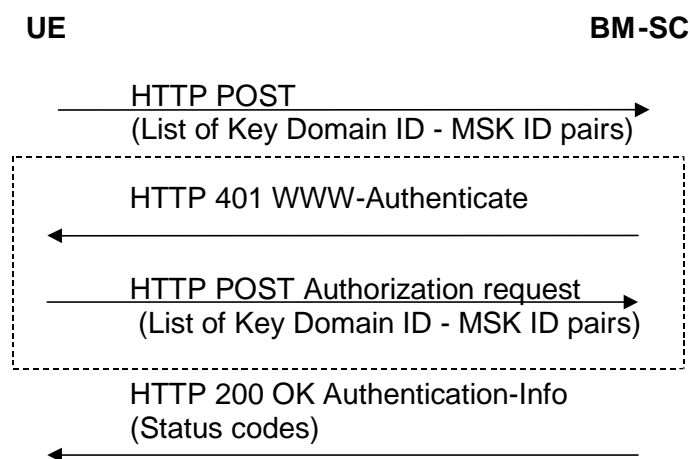 UE BM-SC
HTTP POST
(List of Key Domain ID - MSK ID pairs)
HTTP 401 WWW-Authenticate
HTTP POST Authorization request
(List of Key Domain ID - MSK ID pairs)
HTTP 200 OK Authentication-Info
(Status codes)